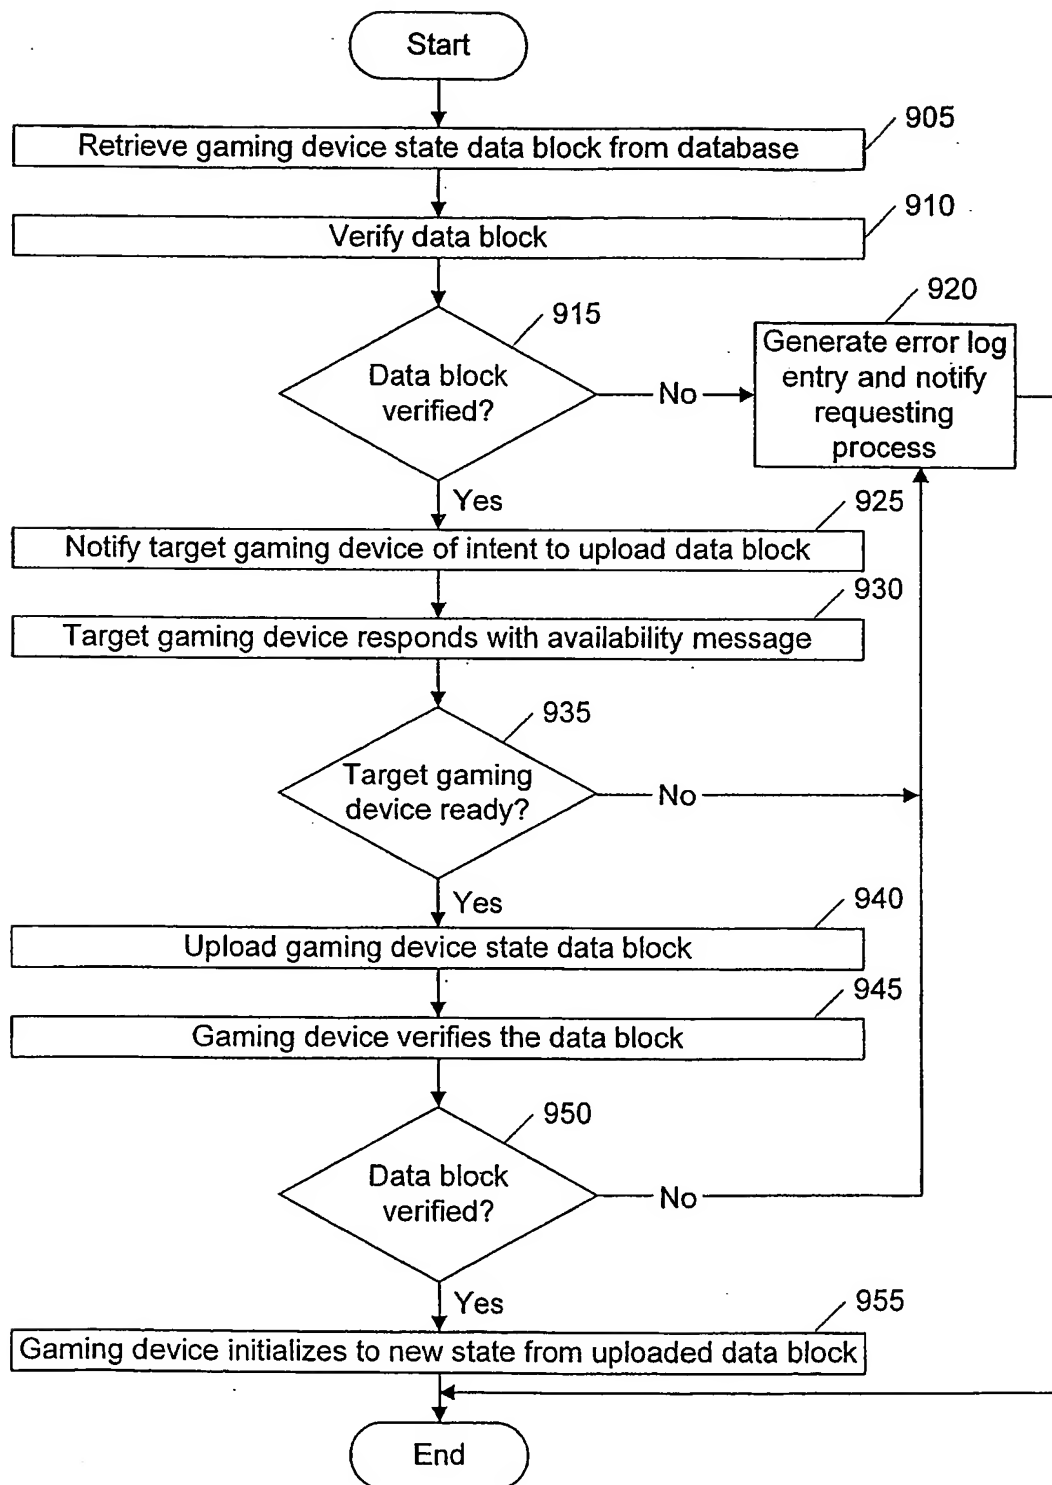 Start
905
Retrieve gaming device state data block from database
910
Verify data block
915
920
Data block
verified?
No
Generate error log
entry and notify
requesting
process
Yes
925
Notify target gaming device of intent to upload data block
930
Target gaming device responds with availability message
935
Target gaming
device ready?
No
Yes
940
Upload gaming device state data block
945
Gaming device verifies the data block
950
Data block
verified?
No
Yes
955
Gaming device initializes to new state from uploaded data block
End